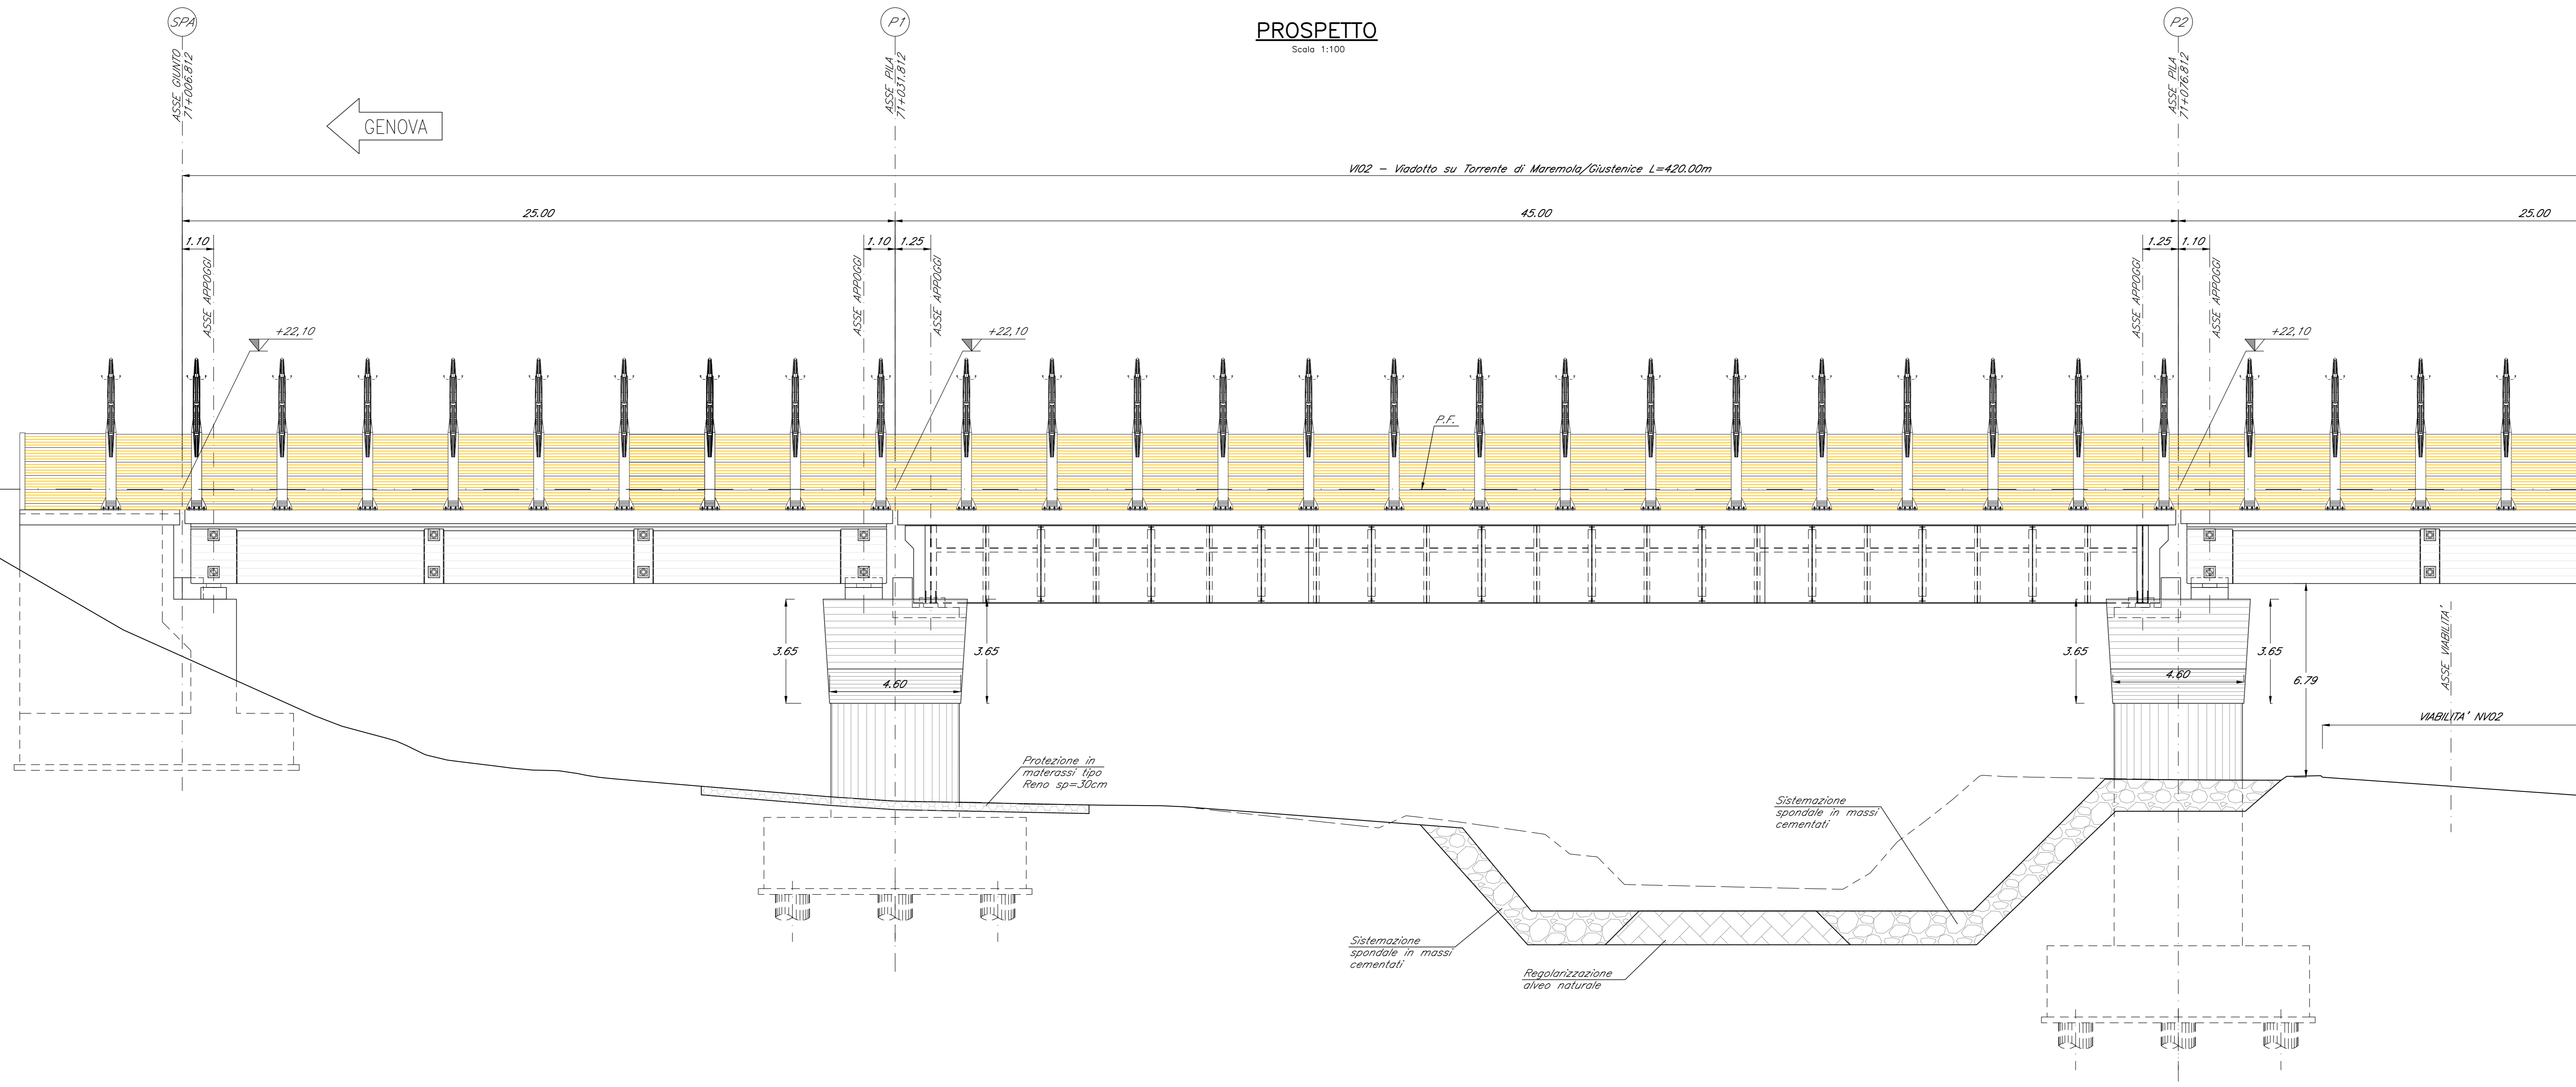 SPA
P1
PROSPETTO
Scala 1:100
P2
ASSE GIUNTO
71+006.812
ASSE PILA
71+031.812
ASSE PILA
71+076.812
GENOVA
VI02 - Viadotto su Torrente di Maremola/Giustenice L=420.00m
25.00
45.00
25.00
1.10
1.10
1.25
1.25
1.10
ASSE APPOGGI
ASSE APPOGGI
ASSE APPOGGI
ASSE APPOGGI
ASSE APPOGGI
+22,10
+22,10
+22,10
P.F.
3.65
3.65
4.60
3.65
3.65
4.60
6.79
ASSE VIABILITA'
VIABILITA' NV02
Protezione in
materassi tipo
Reno sp=30cm
Sistemazione
spondale in massi
cementati
Sistemazione
spondale in massi
cementati
Regolarizzazione
alveo naturale